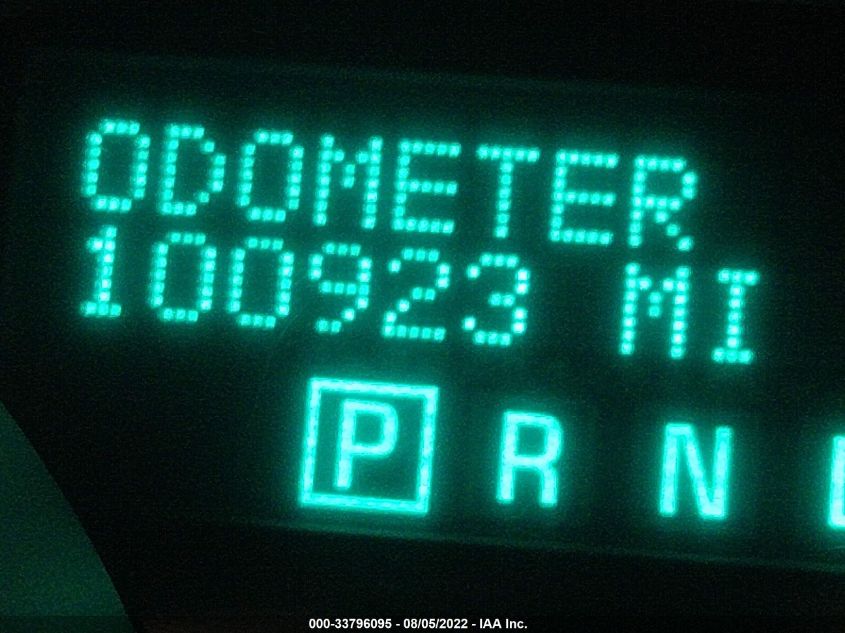 ODOMETER
100923 MI
P R N
000-33796095 - 08/05/2022 - IAA Inc.